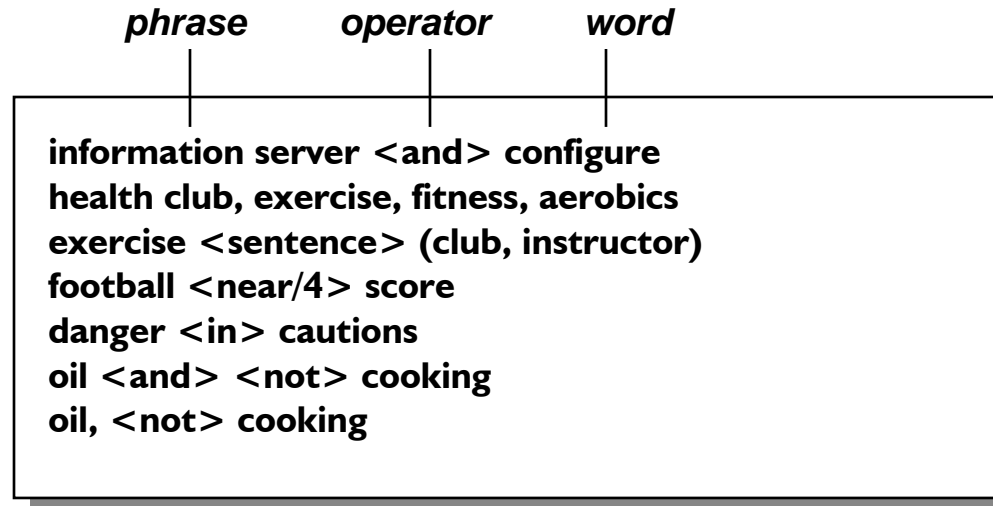 phrase operator word
information server <and> configure
health club, exercise, fitness, aerobics
exercise <sentence> (club, instructor)
football <near/4> score
danger <in> cautions
oil <and> <not> cooking
oil, <not> cooking